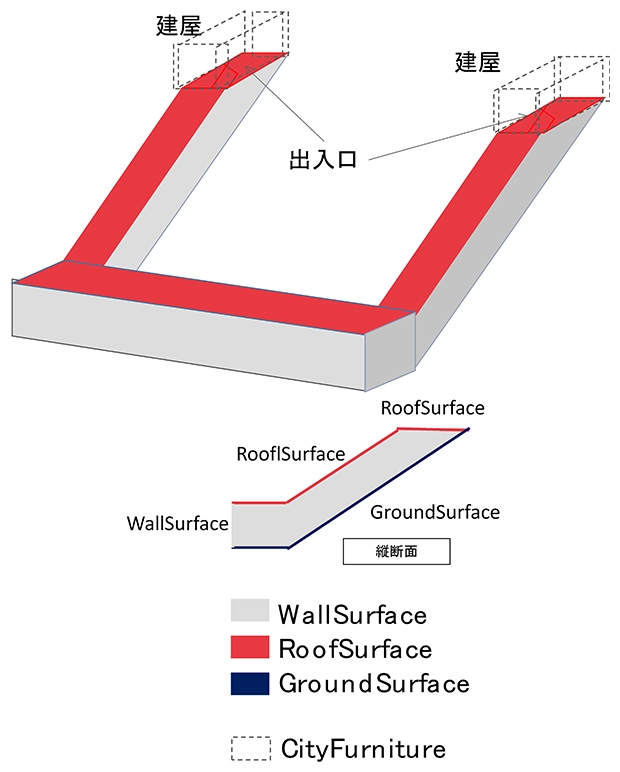 建屋
建屋
出入口
RoofSurface
RooflSurface
WallSurface
GroundSurface
縦断面
WallSurface
RoofSurface
GroundSurface
CityFurniture